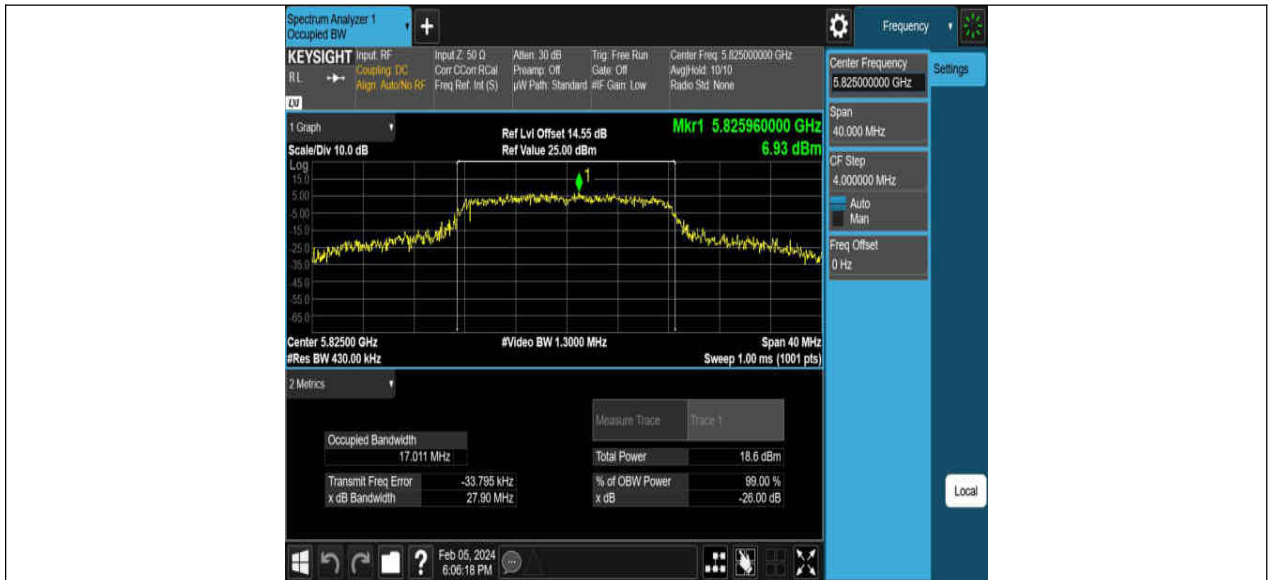 Spectrum Analyzer 1
Occupied BW
+
Frequency
KEYSIGHT
RL
LXI
Input: RF
Coupling: DC
Align: Auto/No RF
Input Z: 50 Ω
Corr CCorr RCal
Freq Ref: Int (S)
Atten: 30 dB
Preamp: Off
µW Path: Standard
Trig: Free Run
Gate: Off
#IF Gain: Low
Center Freq: 5.825000000 GHz
Avg|Hold: 10/10
Radio Std: None
1 Graph
Scale/Div 10.0 dB
Ref Lvl Offset 14.55 dB
Ref Value 25.00 dBm
Mkr1 5.825960000 GHz
6.93 dBm
Log
15.0
5.00
-5.00
-15.0
-25.0
-35.0
-45.0
-55.0
-65.0
1
Center 5.82500 GHz
#Video BW 1.3000 MHz
Span 40 MHz
#Res BW 430.00 kHz
Sweep 1.00 ms (1001 pts)
2 Metrics
Measure Trace Trace 1
Occupied Bandwidth
17.011 MHz
Total Power 18.6 dBm
Transmit Freq Error -33.795 kHz
% of OBW Power 99.00 %
x dB Bandwidth 27.90 MHz
x dB -26.00 dB
Center Frequency
5.825000000 GHz
Settings
Span
40.000 MHz
CF Step
4.000000 MHz
Auto
Man
Freq Offset
0 Hz
Local
?
Feb 05, 2024
6:06:18 PM